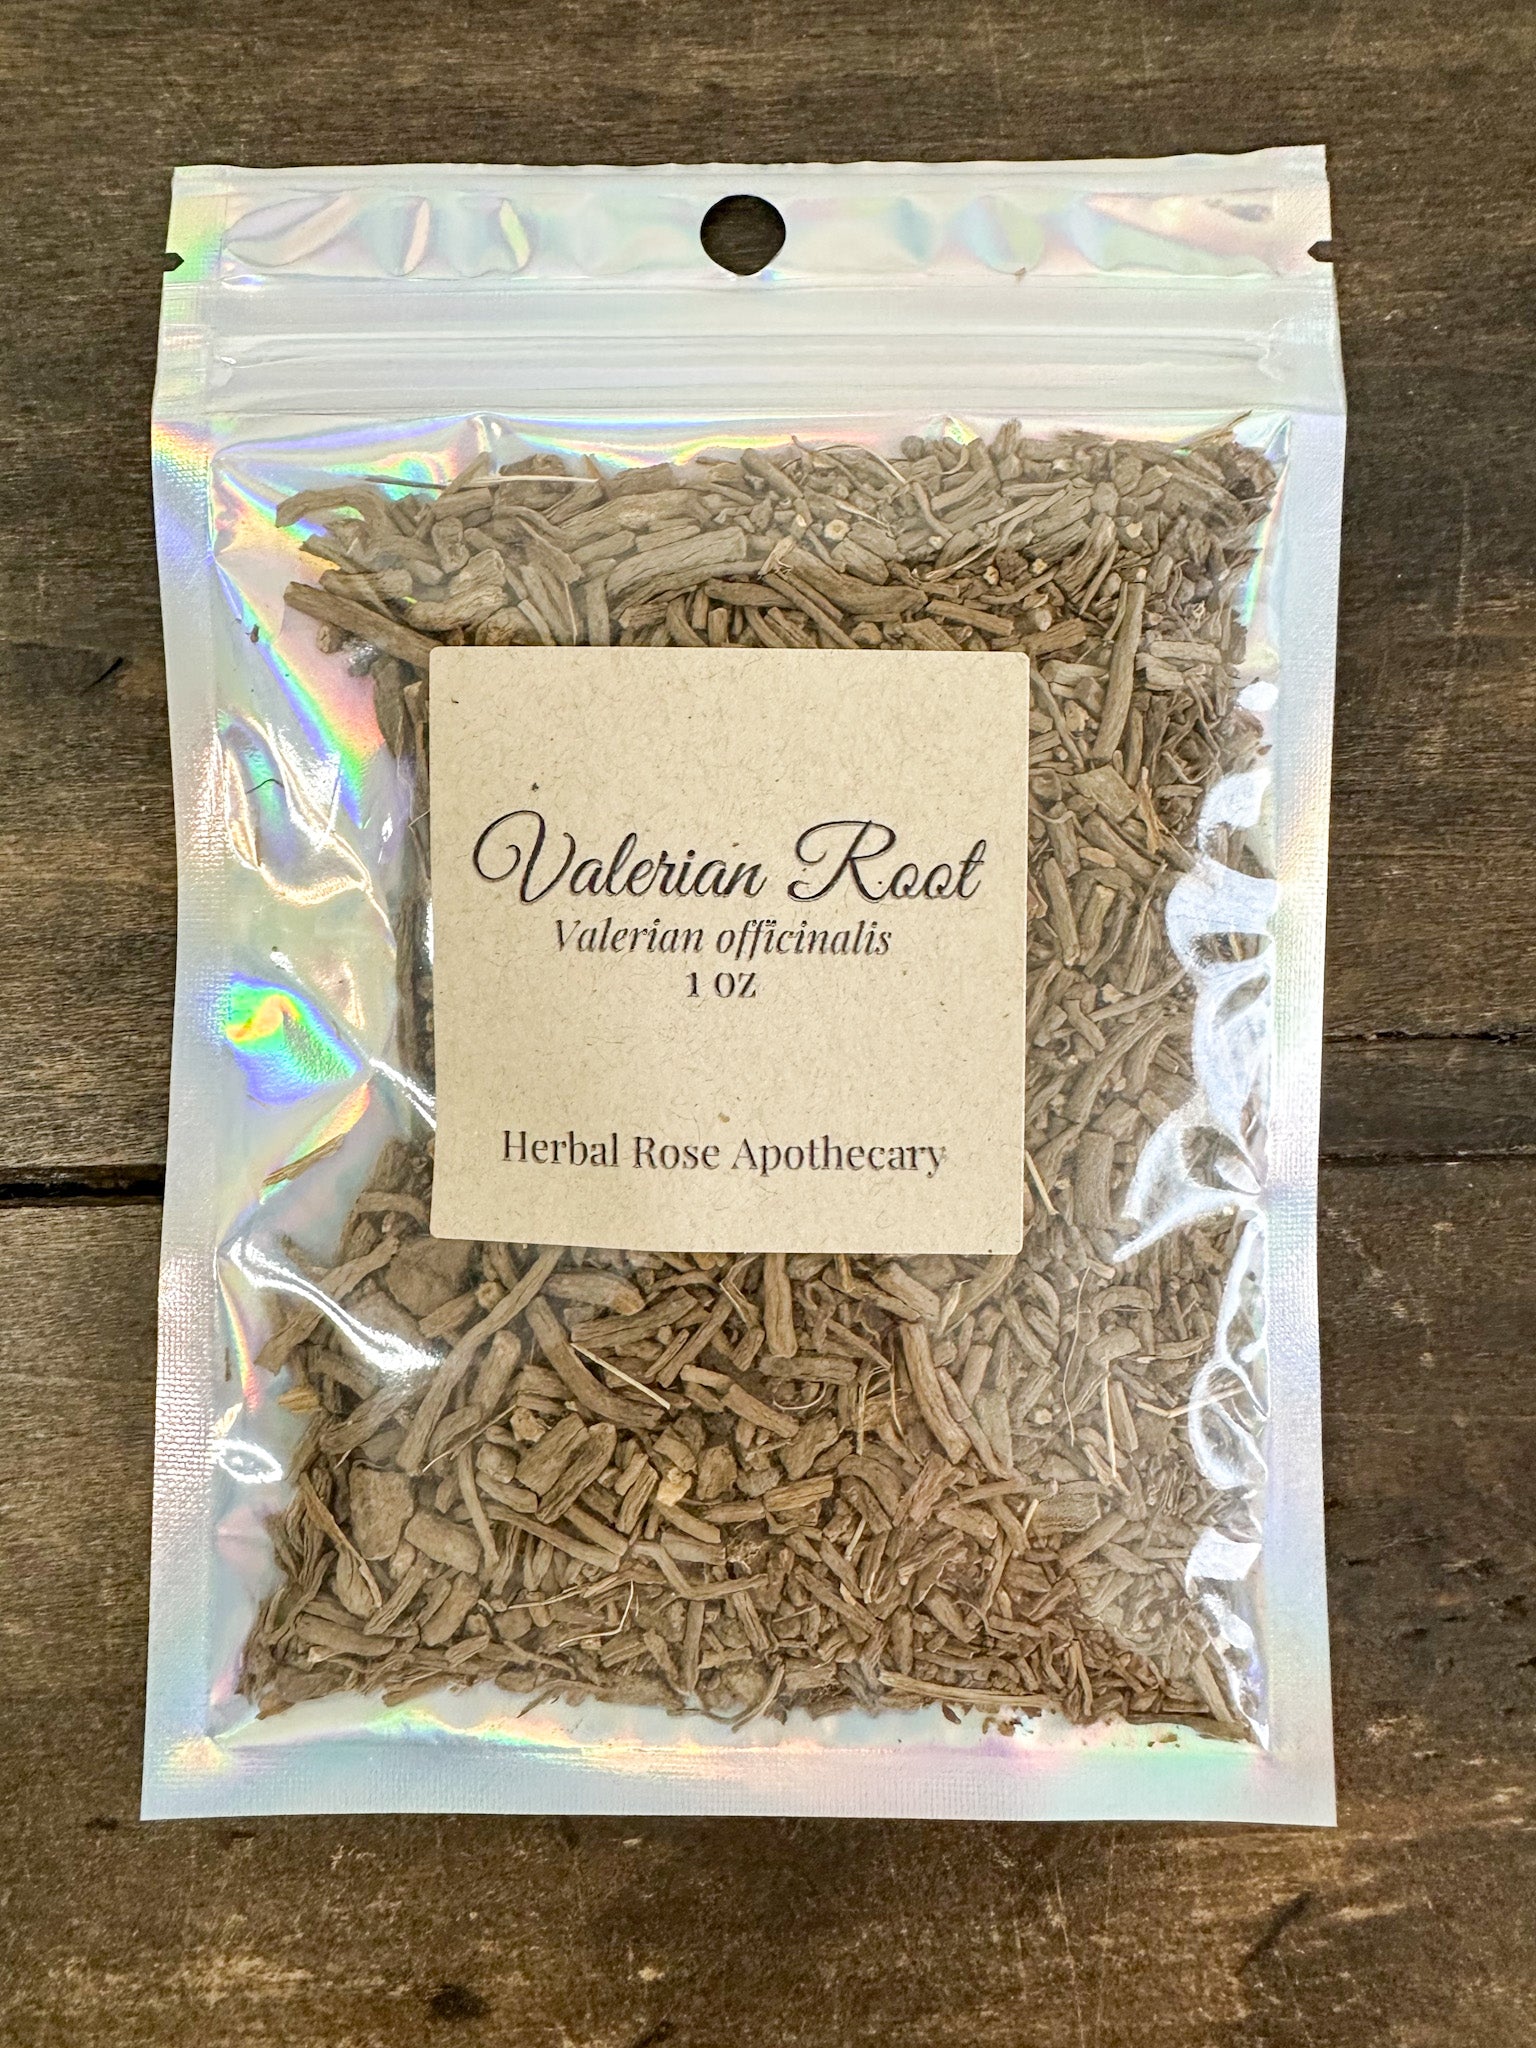 Valerian Root
Valerian officinalis
1 oz
Herbal Rose Apothecary